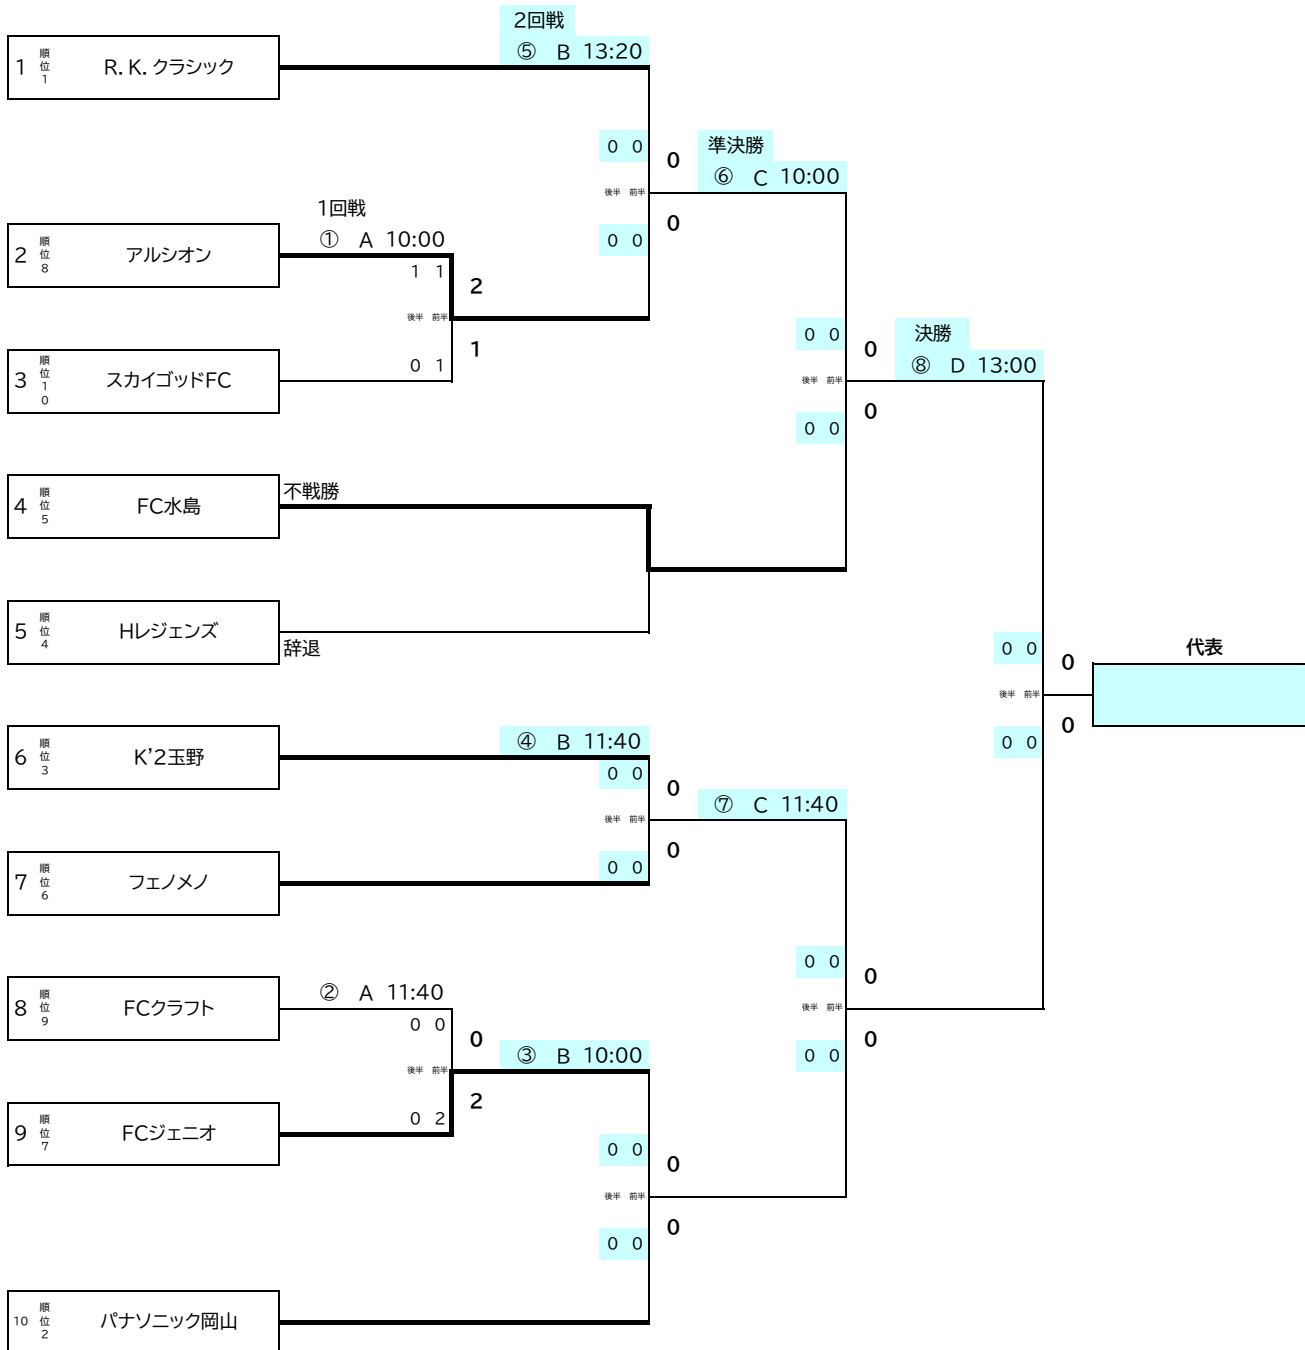 2回戦
⑤ B 13:20
1 順位1 R.K.クラシック
0 0
0
準決勝
⑥ C 10:00
後半 前半
1回戦
0
① A 10:00
0 0
2 順位8 アルシオン
1 1
2
後半 前半
1
0 1
3 順位10 スカイゴッドFC
0 0
0
決勝
⑧ D 13:00
後半 前半
0
0 0
4 順位5 FC水島
不戦勝
5 順位4 Hレジェンズ
辞退
0 0
0
代表
後半 前半
0
0 0
6 順位3 K’2玉野
④ B 11:40
0 0
0
⑦ C 11:40
後半 前半
0
0 0
7 順位6 フェノメノ
0 0
0
後半 前半
0
0 0
8 順位9 FCクラフト
② A 11:40
0 0
0
③ B 10:00
後半 前半
2
0 2
9 順位7 FCジェニオ
0 0
0
後半 前半
0
0 0
10 順位2 パナソニック岡山